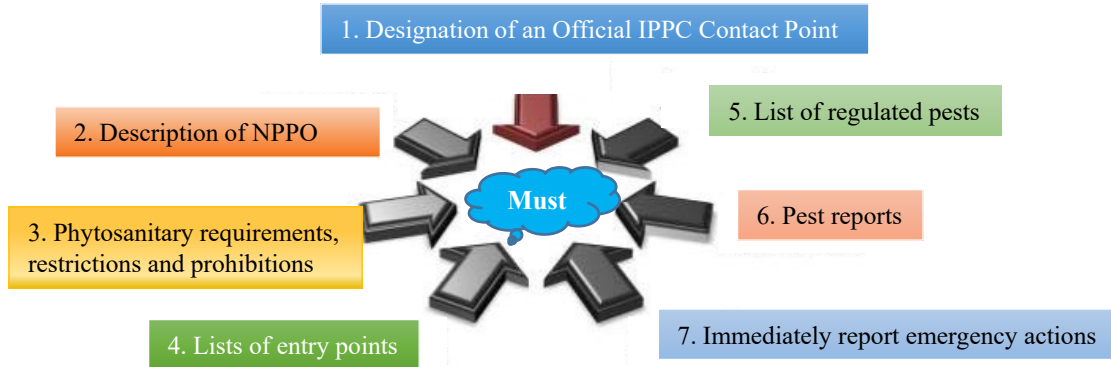 1. Designation of an Official IPPC Contact Point
2. Description of NPPO
3. Phytosanitary requirements,
restrictions and prohibitions
4. Lists of entry points
5. List of regulated pests
6. Pest reports
7. Immediately report emergency actions
Must